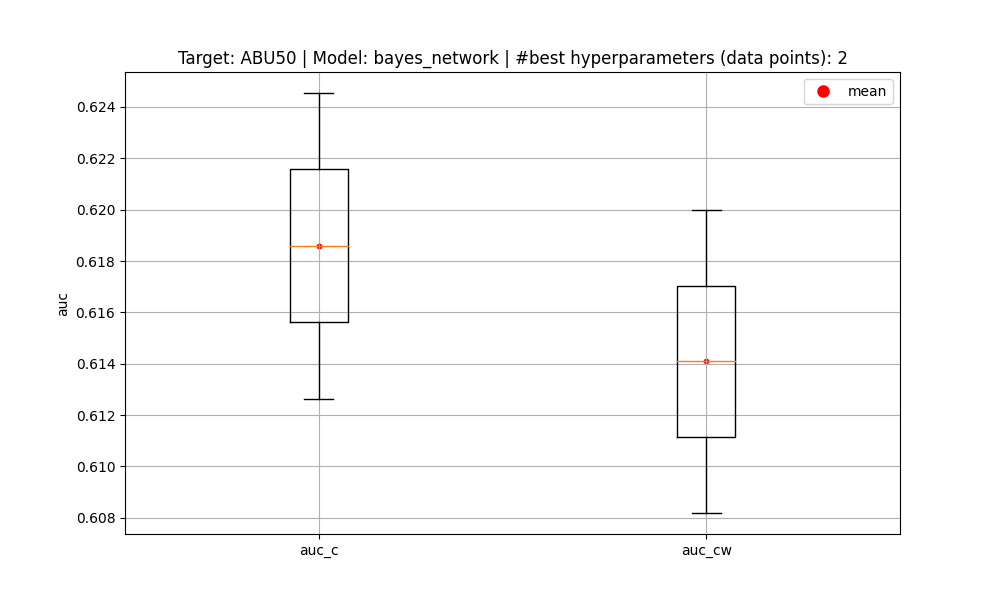 Target: ABU50 | Model: bayes_network | #best hyperparameters (data points): 2
mean
0.624
0.622
0.620
0.618
0.616
0.614
0.612
0.610
0.608
auc
auc_c
auc_cw